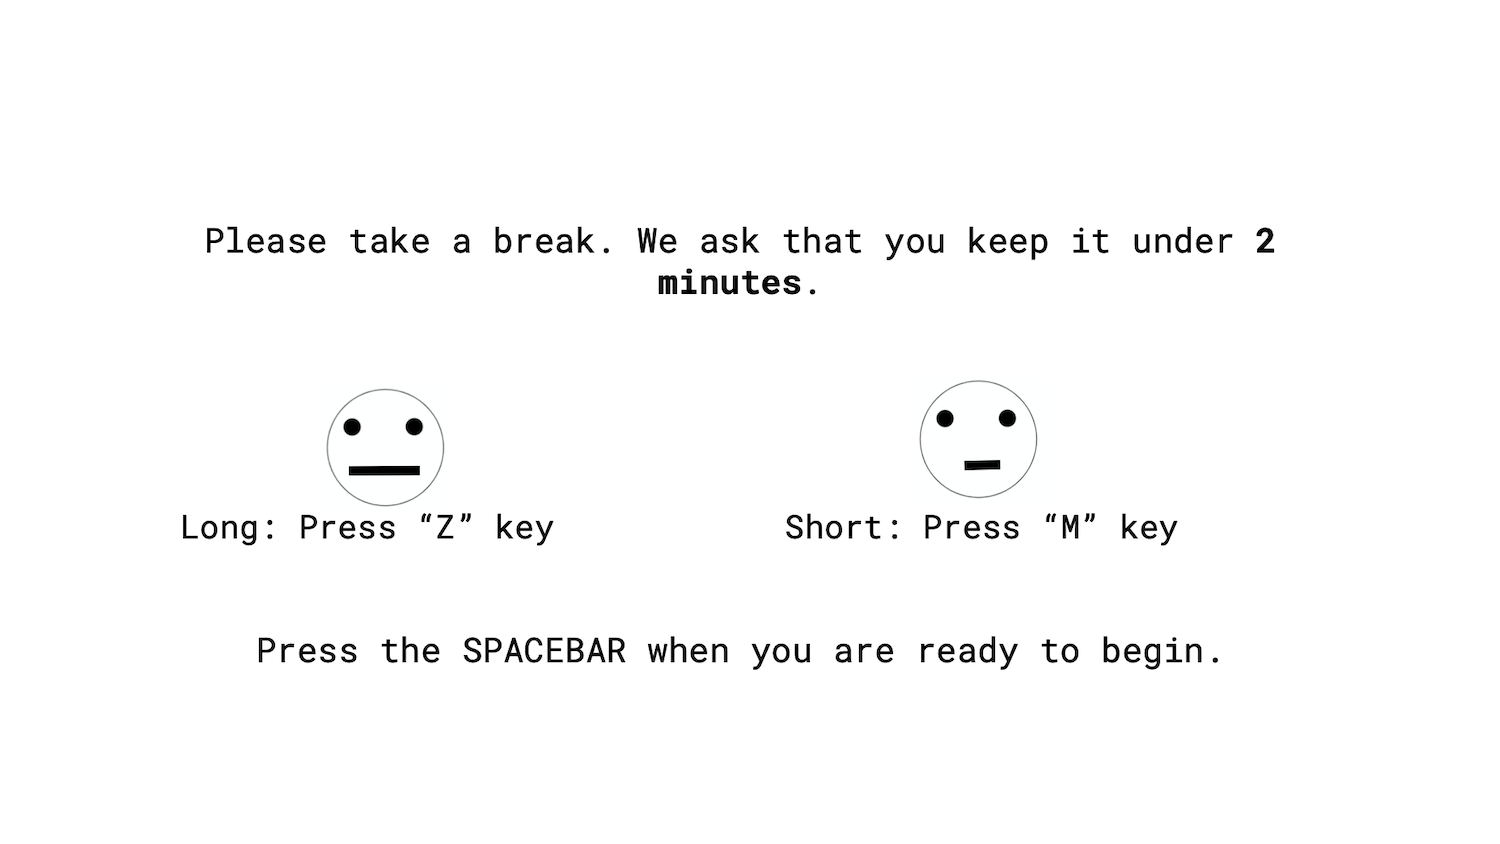 Please take a break. We ask that you keep it under 2
minutes.
Long: Press “Z” key
Short: Press “M” key
Press the SPACEBAR when you are ready to begin.